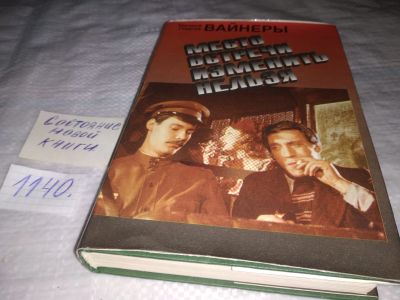 ВАЙНЕРЫ
МЕСТО
ВСТРЕЧИ
ИЗМЕНИТЬ
НЕЛЬЗЯ
Состояние
новой
книги
1140.